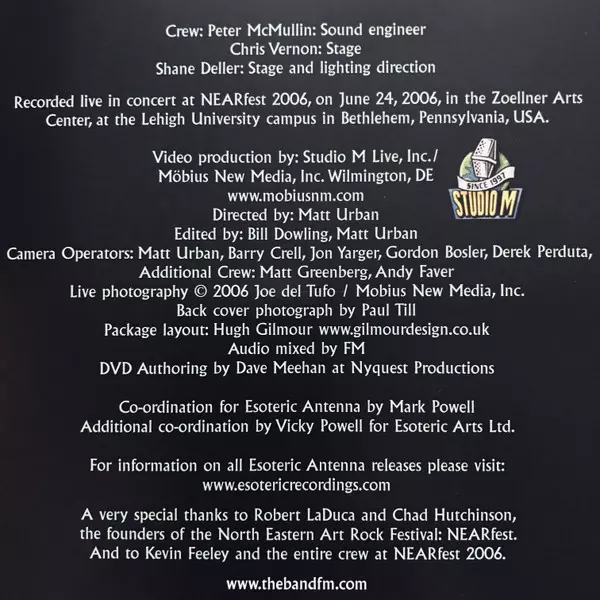 Crew: Peter McMullin: Sound engineer
Chris Vernon: Stage
Shane Deller: Stage and lighting direction
Recorded live in concert at NEARfest 2006, on June 24, 2006, in the Zoellner Arts
Center, at the Lehigh University campus in Bethlehem, Pennsylvania, USA.
Video production by: Studio M Live, Inc./
Möbius New Media, Inc. Wilmington, DE
www.mobiusnm.com
SINCE 1997
STUDIO M
Directed by: Matt Urban
Edited by: Bill Dowling, Matt Urban
Camera Operators: Matt Urban, Barry Crell, Jon Yarger, Gordon Bosler, Derek Perduta,
Additional Crew: Matt Greenberg, Andy Faver
Live photography © 2006 Joe del Tufo / Mobius New Media, Inc.
Back cover photograph by Paul Till
Package layout: Hugh Gilmour www.gilmourdesign.co.uk
Audio mixed by FM
DVD Authoring by Dave Meehan at Nyquest Productions
Co-ordination for Esoteric Antenna by Mark Powell
Additional co-ordination by Vicky Powell for Esoteric Arts Ltd.
For information on all Esoteric Antenna releases please visit:
www.esotericrecordings.com
A very special thanks to Robert LaDuca and Chad Hutchinson,
the founders of the North Eastern Art Rock Festival: NEARfest.
And to Kevin Feeley and the entire crew at NEARfest 2006.
www.thebandfm.com